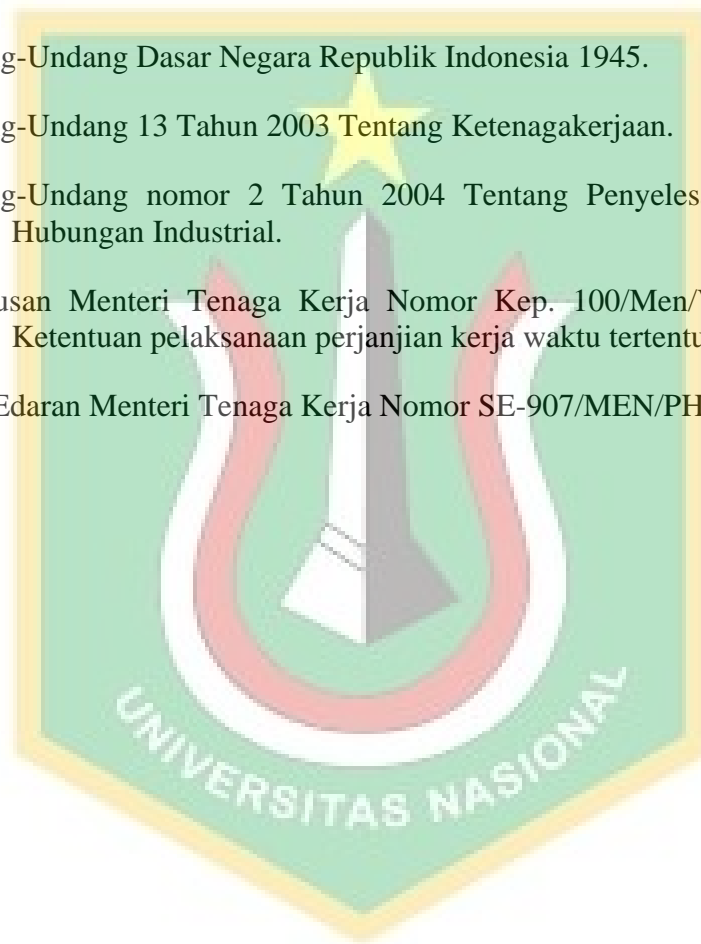 g-Undang Dasar Negara Republik Indonesia 1945.
g-Undang 13 Tahun 2003 Tentang Ketenagakerjaan.
g-Undang nomor 2 Tahun 2004 Tentang Penyeles
Hubungan Industrial.
usan Menteri Tenaga Kerja Nomor Kep. 100/Men/
Ketentuan pelaksanaan perjanjian kerja waktu tertentu
Edaran Menteri Tenaga Kerja Nomor SE-907/MEN/PH
UNIVERSITAS NASIONAL